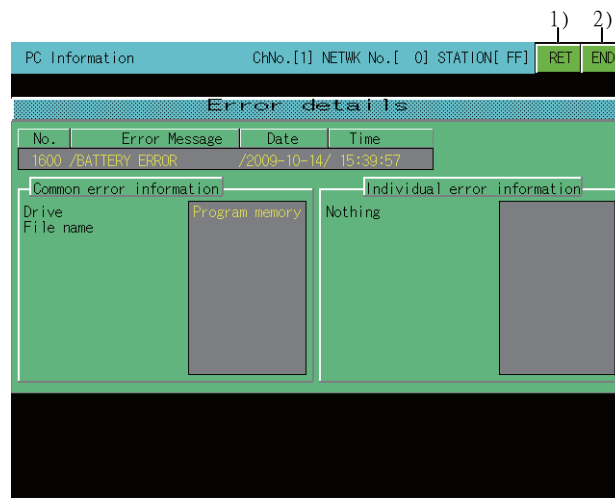 1) 2)
PC Information ChNo.[1] NETWK No.[ 0] STATION[ FF] RET END
Error details
No. Error Message Date Time
1600 /BATTERY ERROR /2009-10-14/ 15:39:57
Common error information Individual error information
Drive Program memory Nothing
File name